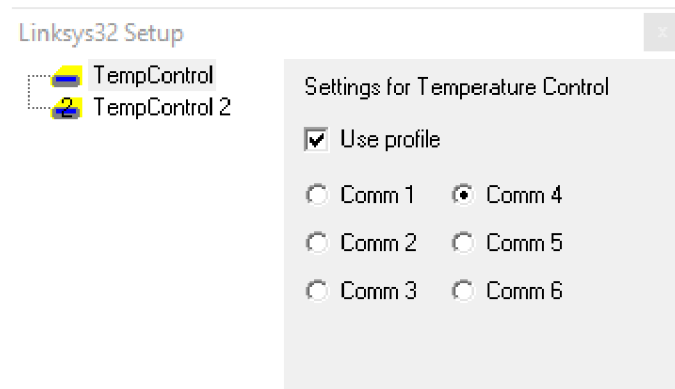 Linksys32 Setup
x
TempControl
2 TempControl 2
Settings for Temperature Control
Use profile
Comm 1 Comm 4
Comm 2 Comm 5
Comm 3 Comm 6